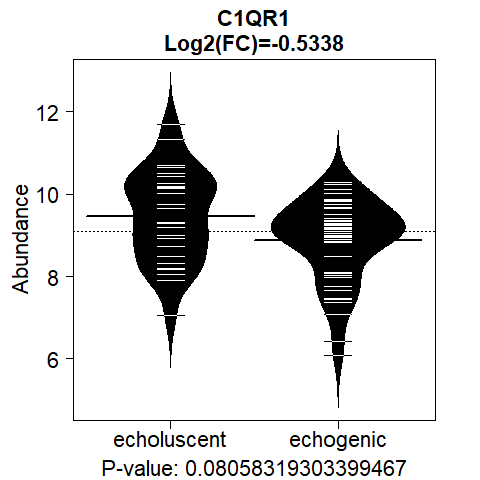 C1QR1
Log2(FC)=-0.5338
Abundance
12
10
8
6
echoluscent echogenic
P-value: 0.08058319303399467